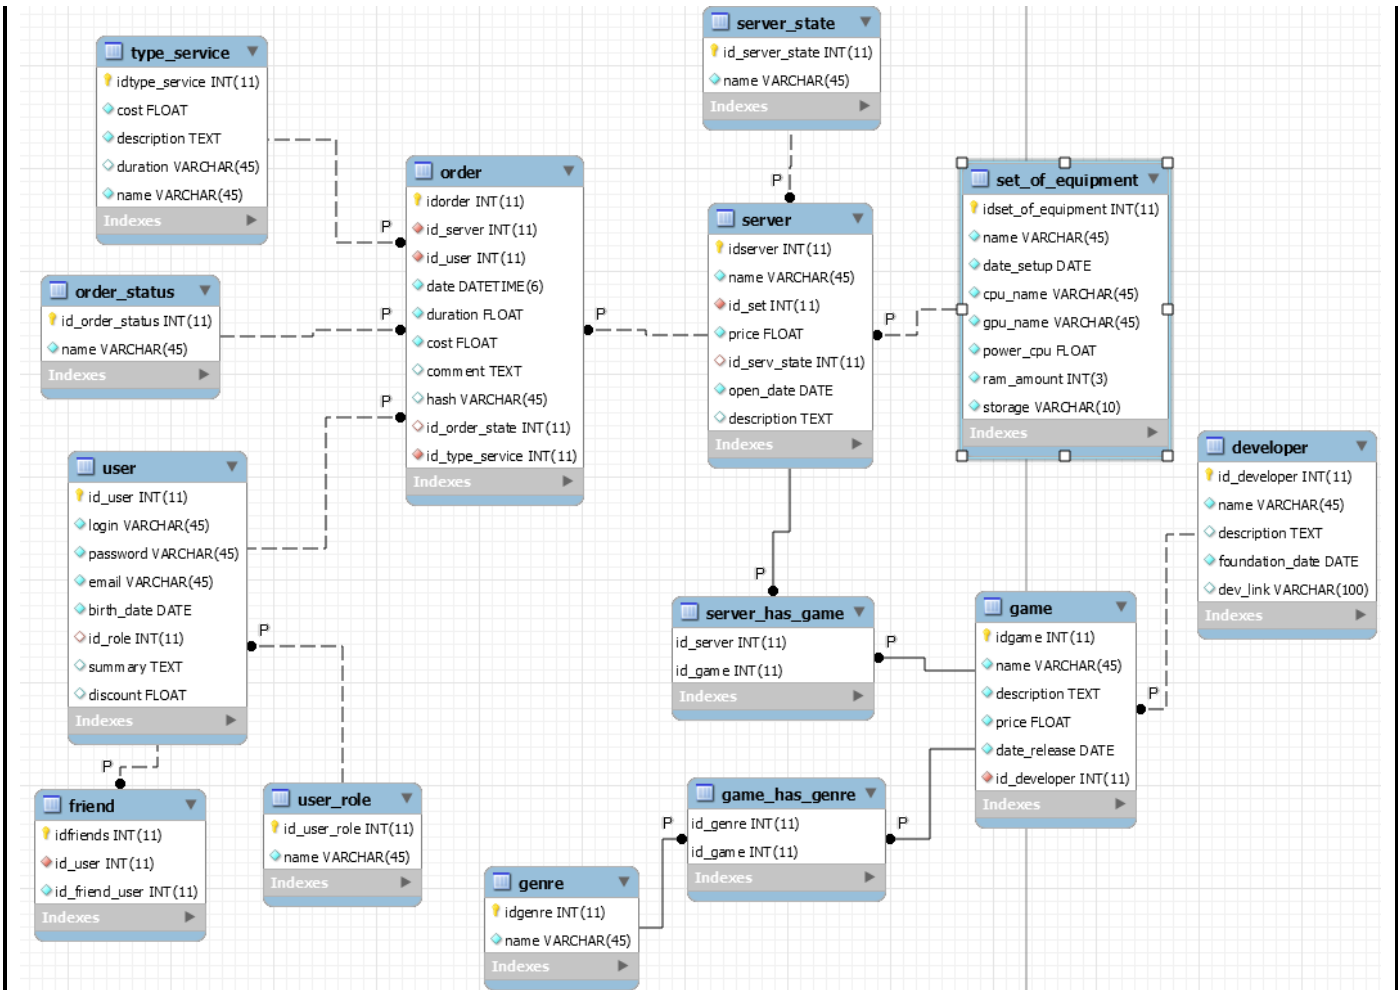 type_service
idtype_service INT(11)
cost FLOAT
description TEXT
duration VARCHAR(45)
name VARCHAR(45)
Indexes
server_state
id_server_state INT(11)
name VARCHAR(45)
Indexes
order
idorder INT(11)
id_server INT(11)
id_user INT(11)
date DATETIME(6)
duration FLOAT
cost FLOAT
comment TEXT
hash VARCHAR(45)
id_order_state INT(11)
id_type_service INT(11)
Indexes
server
idserver INT(11)
name VARCHAR(45)
id_set INT(11)
price FLOAT
id_serv_state INT(11)
open_date DATE
description TEXT
Indexes
set_of_equipment
idset_of_equipment INT(11)
name VARCHAR(45)
date_setup DATE
cpu_name VARCHAR(45)
gpu_name VARCHAR(45)
power_cpu FLOAT
ram_amount INT(3)
storage VARCHAR(10)
Indexes
order_status
id_order_status INT(11)
name VARCHAR(45)
Indexes
user
id_user INT(11)
login VARCHAR(45)
password VARCHAR(45)
email VARCHAR(45)
birth_date DATE
id_role INT(11)
summary TEXT
discount FLOAT
Indexes
developer
id_developer INT(11)
name VARCHAR(45)
description TEXT
foundation_date DATE
dev_link VARCHAR(100)
Indexes
server_has_game
id_server INT(11)
id_game INT(11)
Indexes
game
idgame INT(11)
name VARCHAR(45)
description TEXT
price FLOAT
date_release DATE
id_developer INT(11)
Indexes
friend
idfriends INT(11)
id_user INT(11)
id_friend_user INT(11)
Indexes
user_role
id_user_role INT(11)
name VARCHAR(45)
Indexes
game_has_genre
id_genre INT(11)
id_game INT(11)
Indexes
genre
idgenre INT(11)
name VARCHAR(45)
Indexes
P
P
P
P
P
P
P
P
P
P
P
P
P